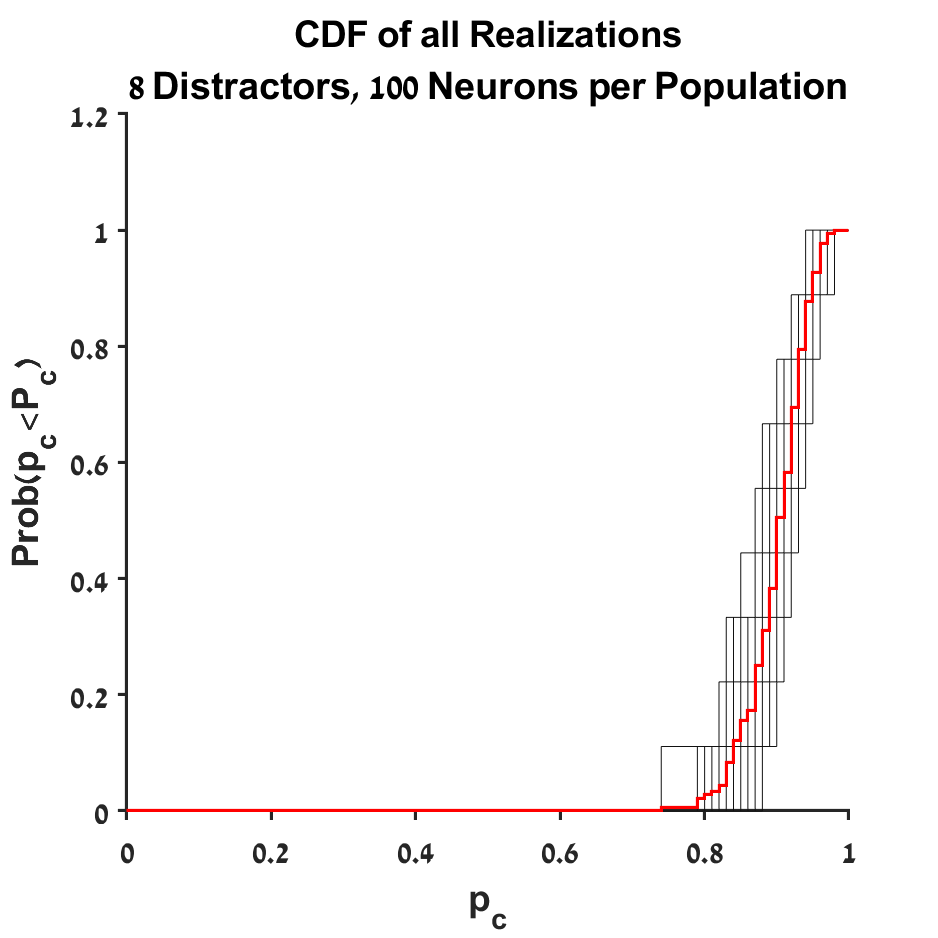 CDF of all Realizations
8 Distractors, 100 Neurons per Population
1.2
1
0.8
0.6
0.4
0.2
0
Prob(p_c<P_c)
0 0.2 0.4 0.6 0.8 1
p_c